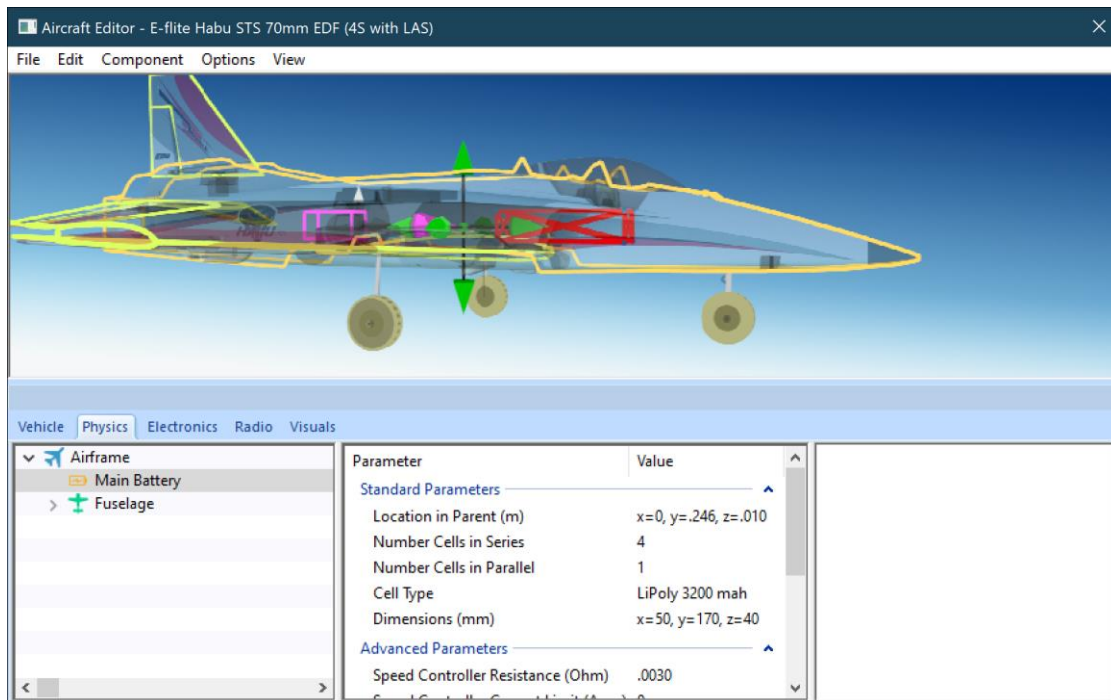 Aircraft Editor - E-flite Habu STS 70mm EDF (4S with LAS)
File Edit Component Options View
Vehicle Physics Electronics Radio Visuals
Airframe
Main Battery
Fuselage
Parameter Value
Standard Parameters
Location in Parent (m) x=0, y=.246, z=.010
Number Cells in Series 4
Number Cells in Parallel 1
Cell Type LiPoly 3200 mah
Dimensions (mm) x=50, y=170, z=40
Advanced Parameters
Speed Controller Resistance (Ohm) .0030